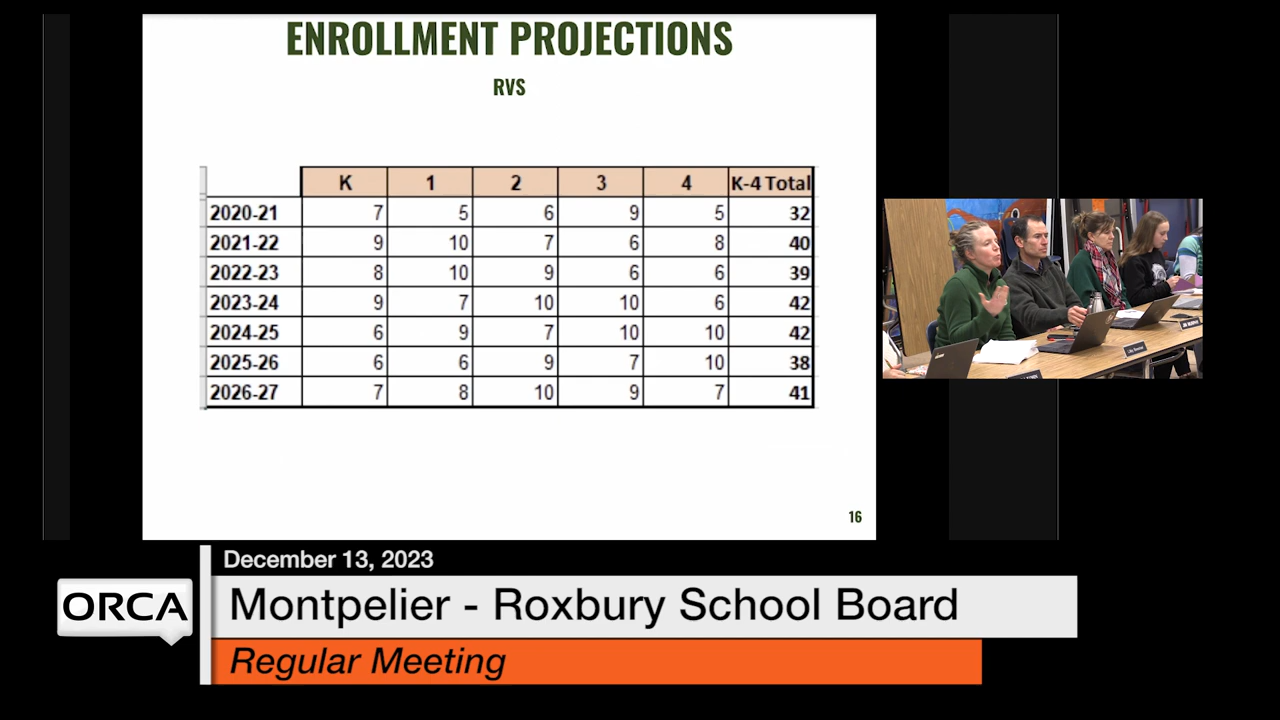 ENROLLMENT PROJECTIONS
RVS
K 1 2 3 4 K-4 Total
2020-21 7 5 6 9 5 32
2021-22 9 10 7 6 8 40
2022-23 8 10 9 6 6 39
2023-24 9 7 10 10 6 42
2024-25 6 9 7 10 10 42
2025-26 6 6 9 7 10 38
2026-27 7 8 10 9 7 41
16
December 13, 2023
ORCA
Montpelier - Roxbury School Board
Regular Meeting